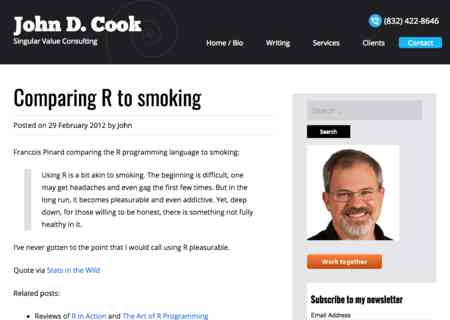 John D. Cook
Singular Value Consulting
(832) 422-8646
Home / Bio
Writing
Services
Clients
Contact
Comparing R to smoking
Posted on 29 February 2012 by John
Francois Pinard comparing the R programming language to smoking:
Using R is a bit akin to smoking. The beginning is difficult, one
may get headaches and even gag the first few times. But in the
long run, it becomes pleasurable and even addictive. Yet, deep
down, for those willing to be honest, there is something not fully
healthy in it.
I've never gotten to the point that I would call using R pleasurable.
Quote via Stats in the Wild
Related posts:
Reviews of R in Action and The Art of R Programming
Search ...
Search
Work together
Subscribe to my newsletter
Email Address